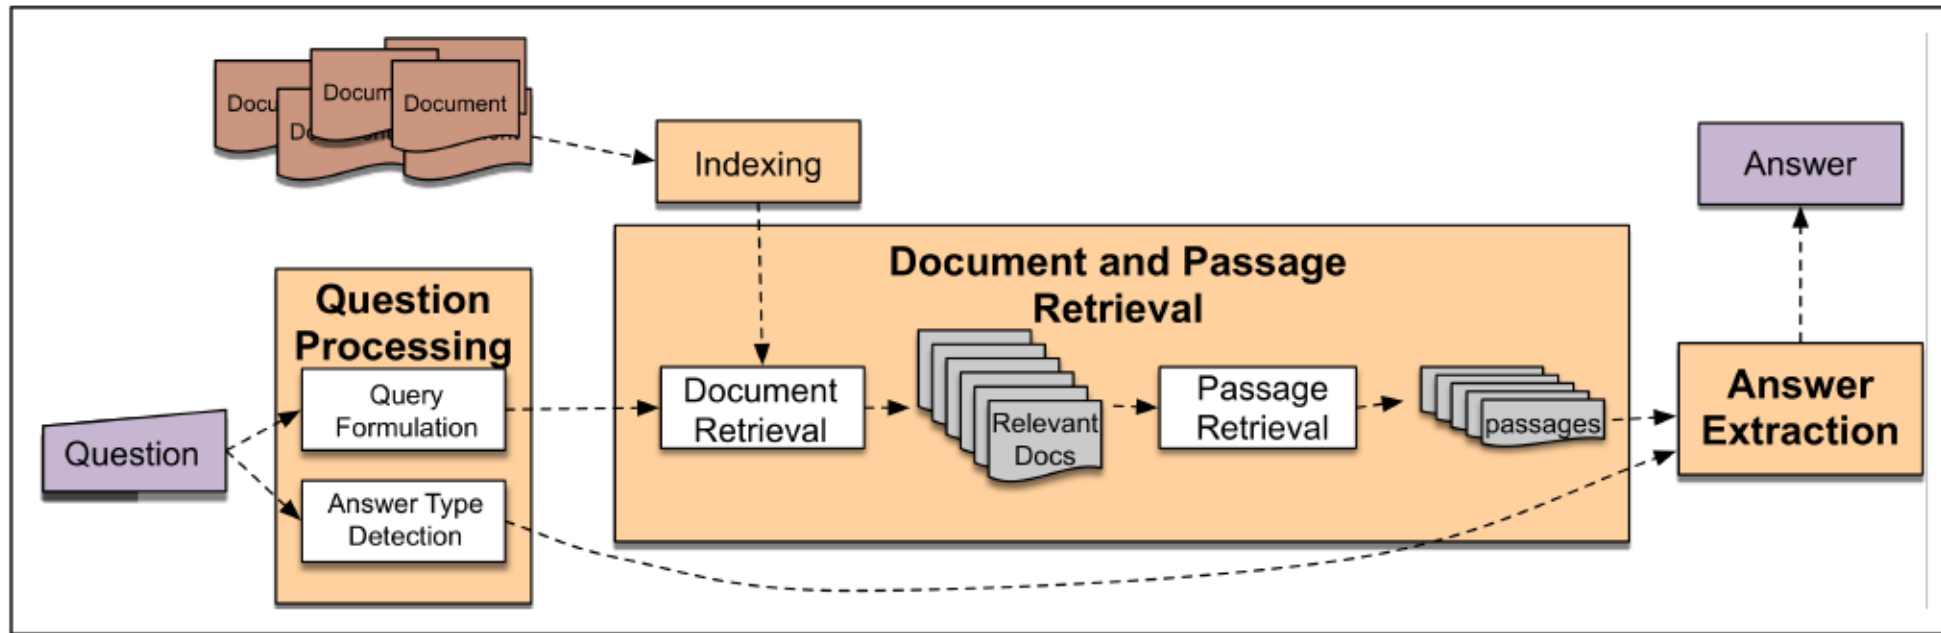 Docu
Docum
Document
Do
Indexing
Answer
Document and Passage
Retrieval
Question
Processing
Query
Formulation
Document
Retrieval
Relevant
Docs
Passage
Retrieval
passages
Answer
Extraction
Question
Answer Type
Detection